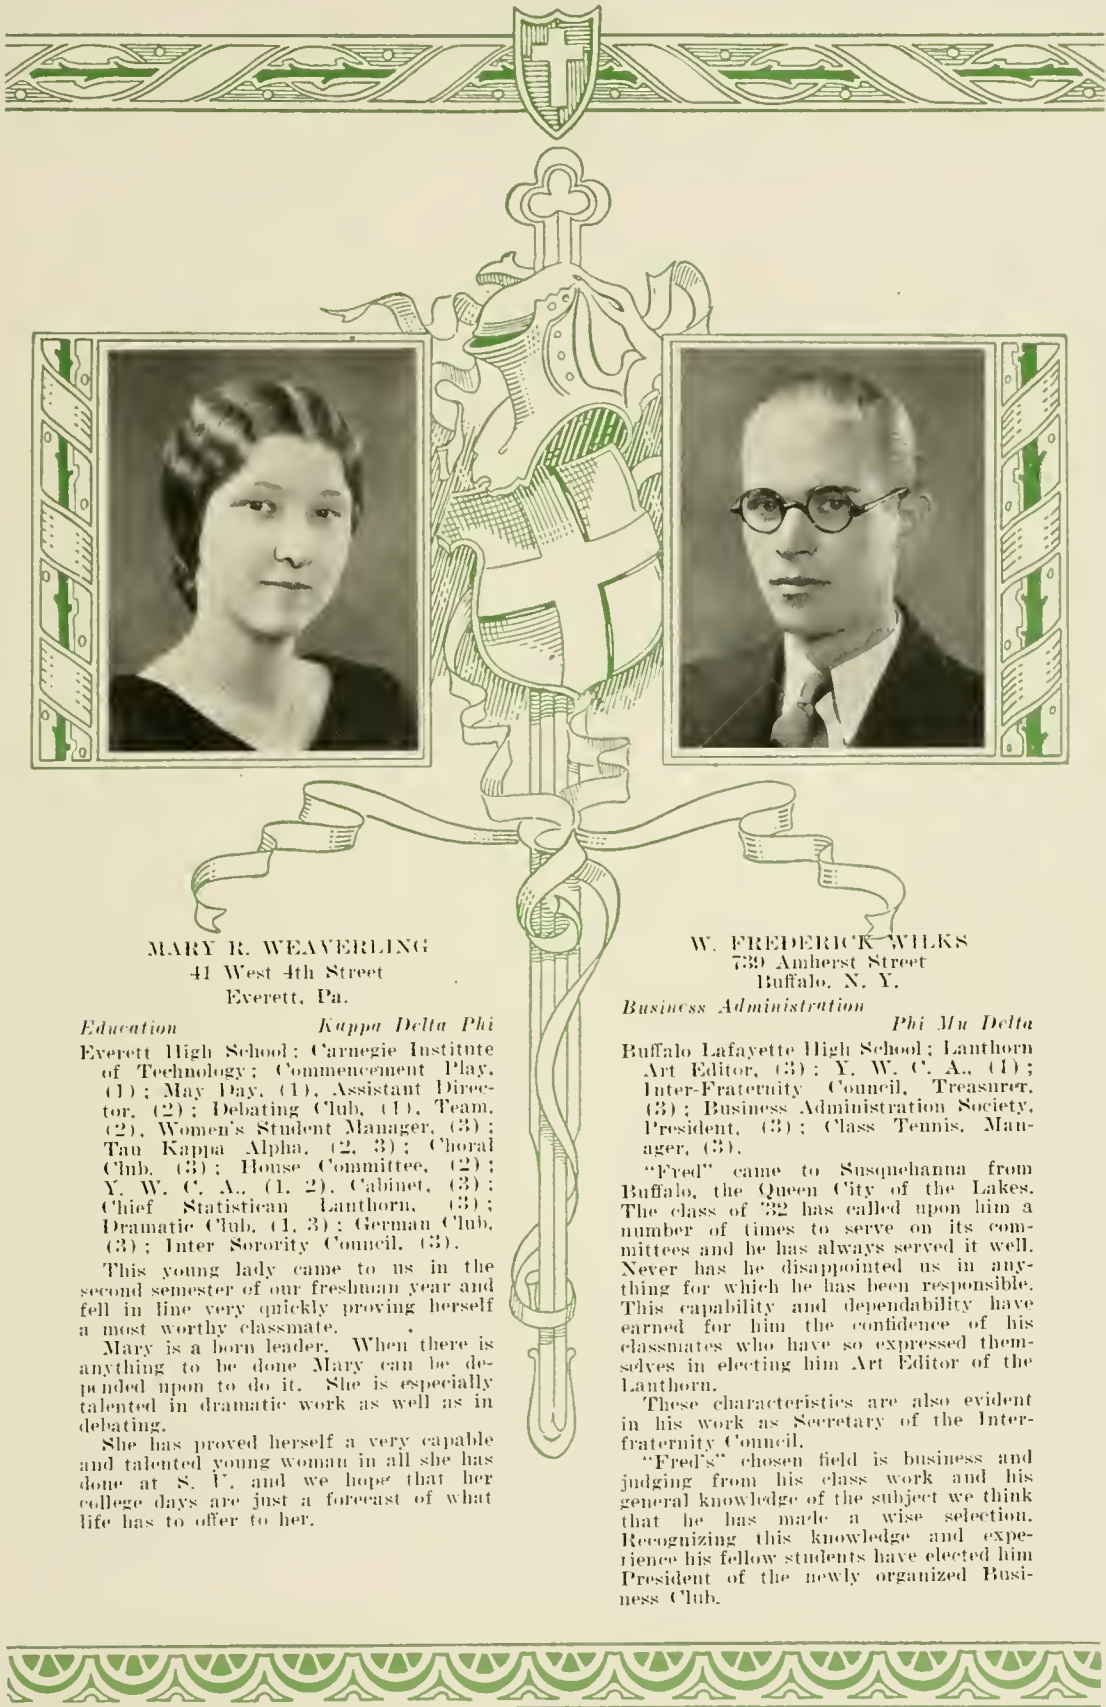 MARY R. WEAVERLING
41 West 4th Street
Everett, Pa.
Education Kappa Delta Phi
Everett High School; Carnegie Institute
of Technology; Commencement Play,
(1); May Day, (1), Assistant Direc-
tor, (2); Debating Club, (1), Team,
(2), Women's Student Manager, (3);
Tau Kappa Alpha, (2, 3); Choral
Club, (3); House Committee, (2);
Y. W. C. A., (1, 2), Cabinet, (3);
Chief Statistican Lanthorn, (3);
Dramatic Club, (1, 3); German Club,
(3); Inter Sorority Council, (3).
This young lady came to us in the
second semester of our freshman year and
fell in line very quickly proving herself
a most worthy classmate.
Mary is a born leader. When there is
anything to be done Mary can be de-
pended upon to do it. She is especially
talented in dramatic work as well as in
debating.
She has proved herself a very capable
and talented young woman in all she has
done at S. U. and we hope that her
college days are just a forecast of what
life has to offer to her.
W. FREDERICK WILKS
739 Amherst Street
Buffalo, N. Y.
Business Administration
Phi Mu Delta
Buffalo Lafayette High School; Lanthorn
Art Editor, (3); Y. W. C. A., (1);
Inter-Fraternity Council, Treasurer,
(3); Business Administration Society,
President, (3); Class Tennis, Man-
ager, (3).
"Fred" came to Susquehanna from
Buffalo, the Queen City of the Lakes.
The class of '32 has called upon him a
number of times to serve on its com-
mittees and he has always served it well.
Never has he disappointed us in any-
thing for which he has been responsible.
This capability and dependability have
earned for him the confidence of his
classmates who have so expressed them-
selves in electing him Art Editor of the
Lanthorn.
These characteristics are also evident
in his work as Secretary of the Inter-
fraternity Council.
"Fred's" chosen field is business and
judging from his class work and his
general knowledge of the subject we think
that he has made a wise selection.
Recognizing this knowledge and expe-
rience his fellow students have elected him
President of the newly organized Busi-
ness Club.